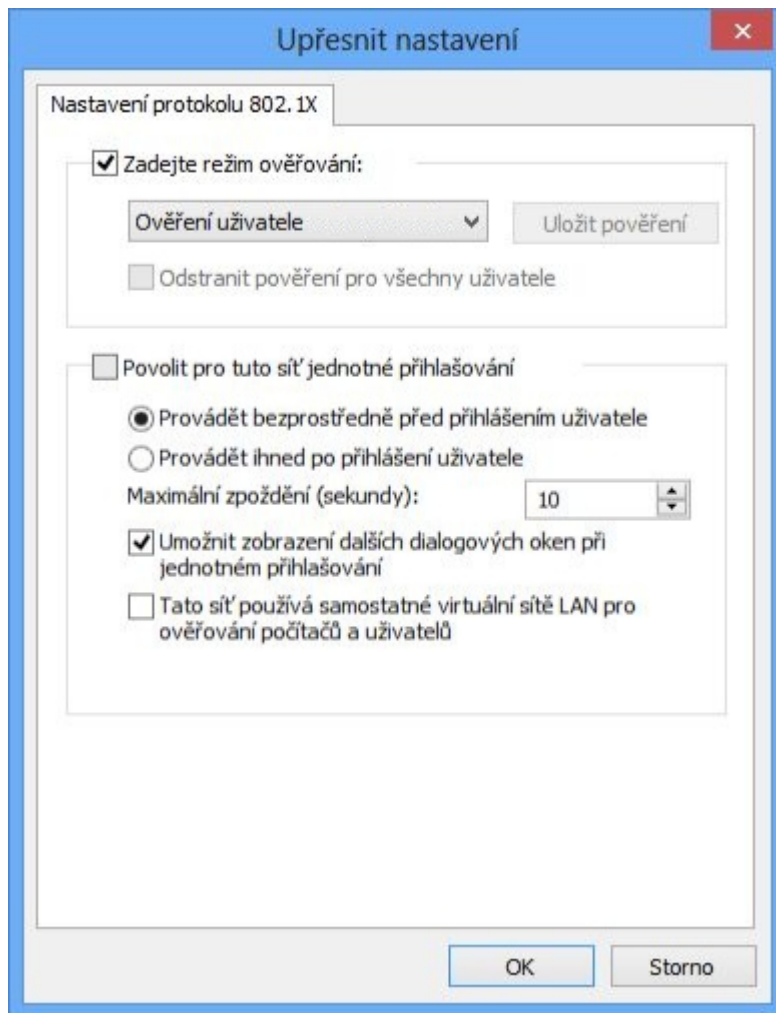 Upřesnit nastavení
Nastavení protokolu 802.1X
Zadejte režim ověřování:
Ověření uživatele
Uložit pověření
Odstranit pověření pro všechny uživatele
Povolit pro tuto síť jednotné přihlašování
Provádět bezprostředně před přihlášením uživatele
Provádět ihned po přihlášení uživatele
Maximální zpoždění (sekundy):
10
Umožnit zobrazení dalších dialogových oken při
jednotném přihlašování
Tato síť používá samostatné virtuální sítě LAN pro
ověřování počítačů a uživatelů
OK
Storno